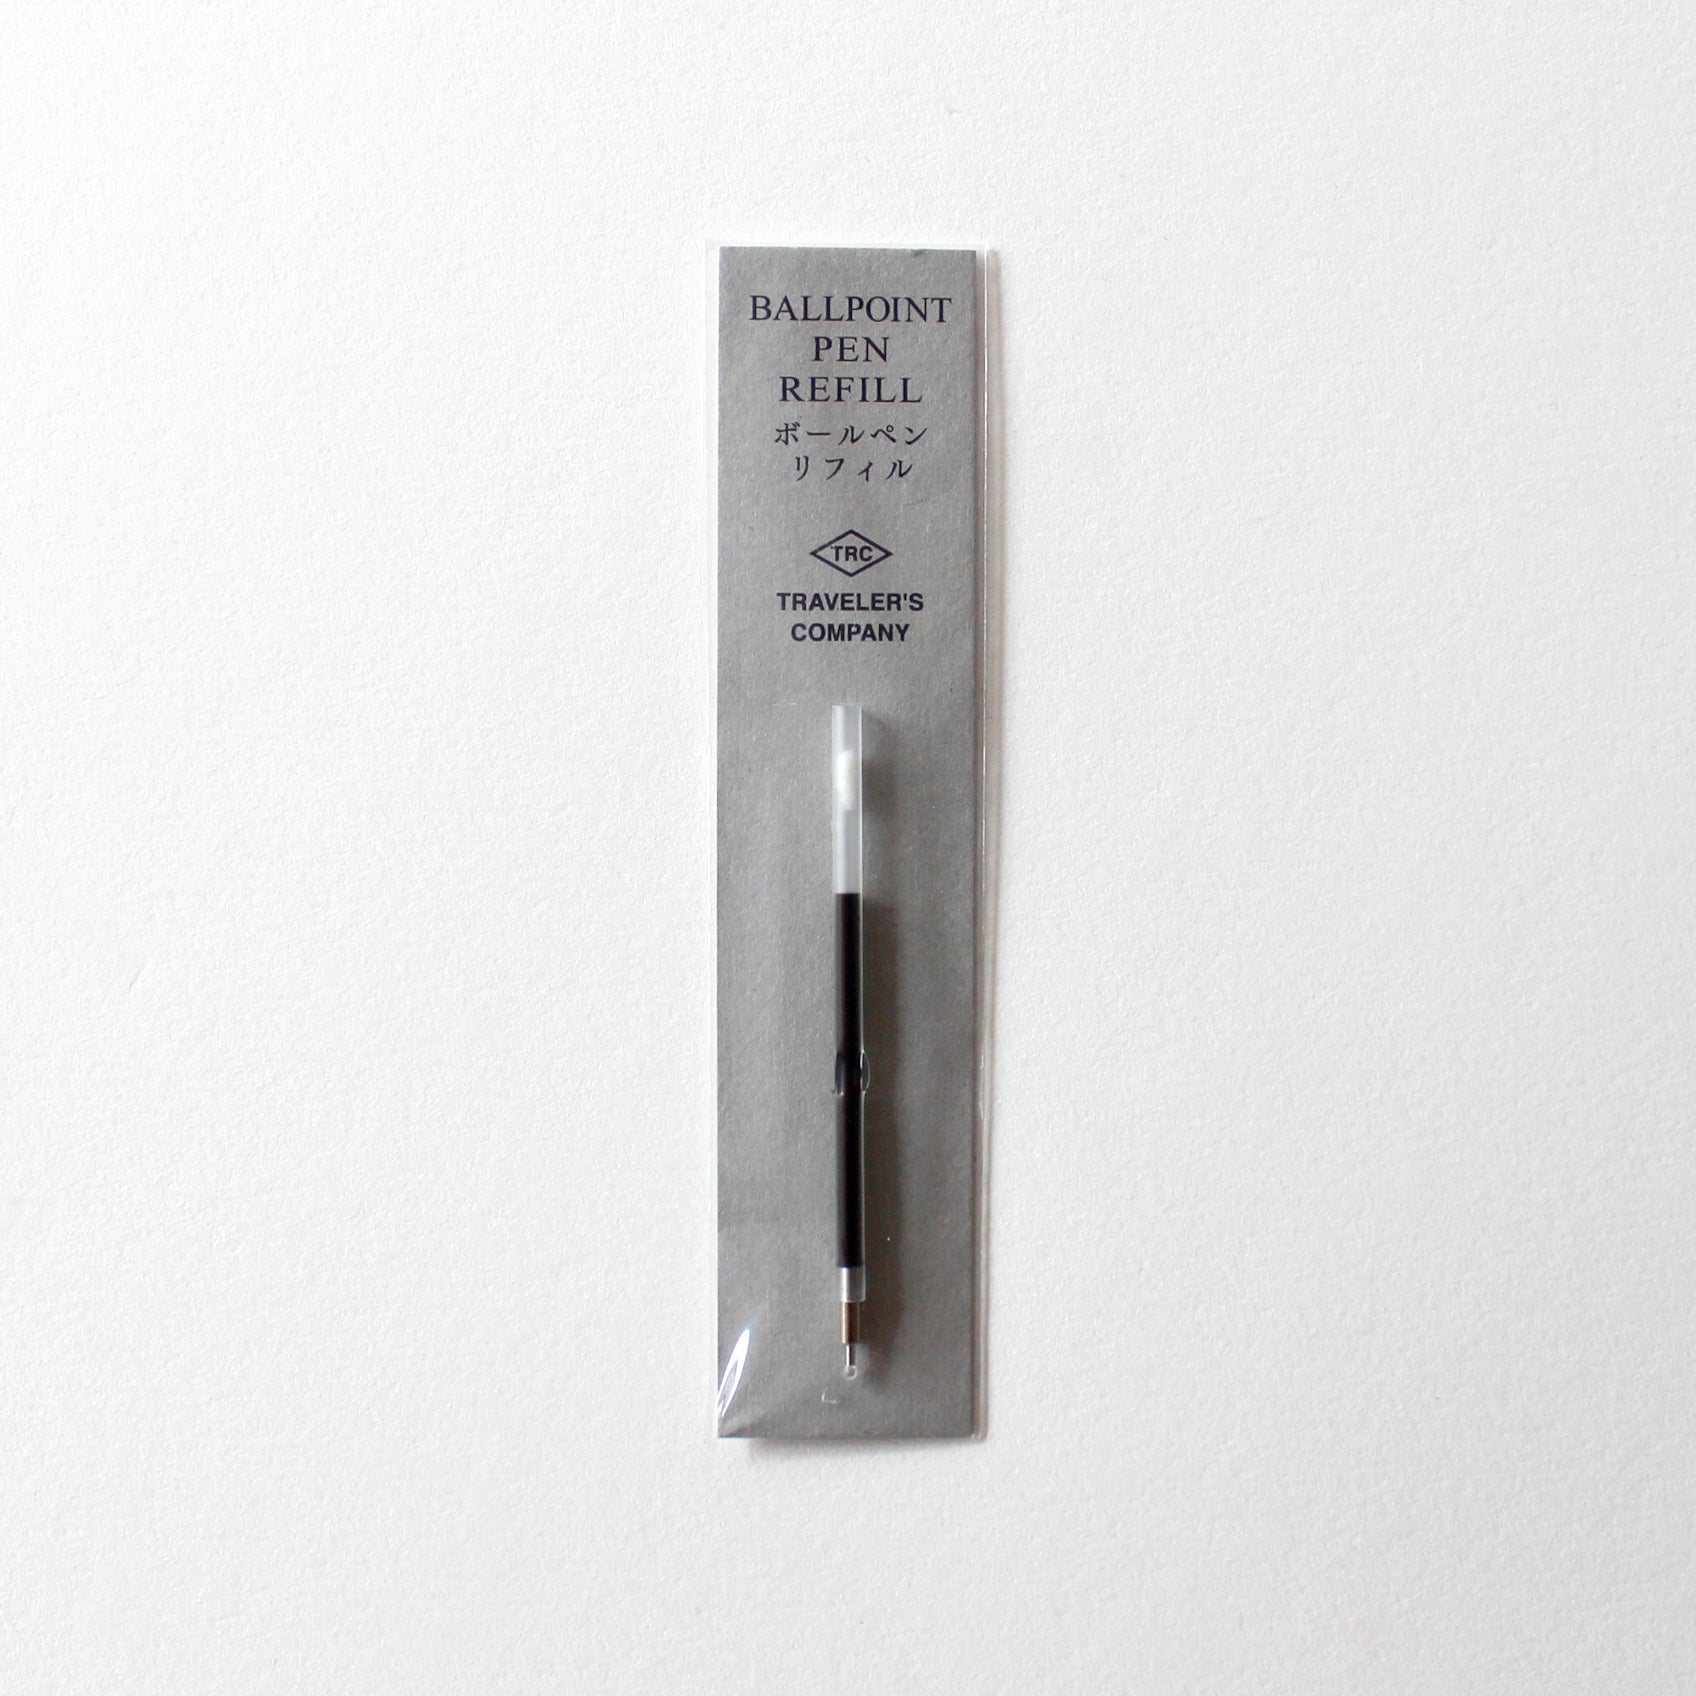 BALLPOINT
PEN
REFILL
ボールペン
リフィル
TRC
TRAVELER'S
COMPANY